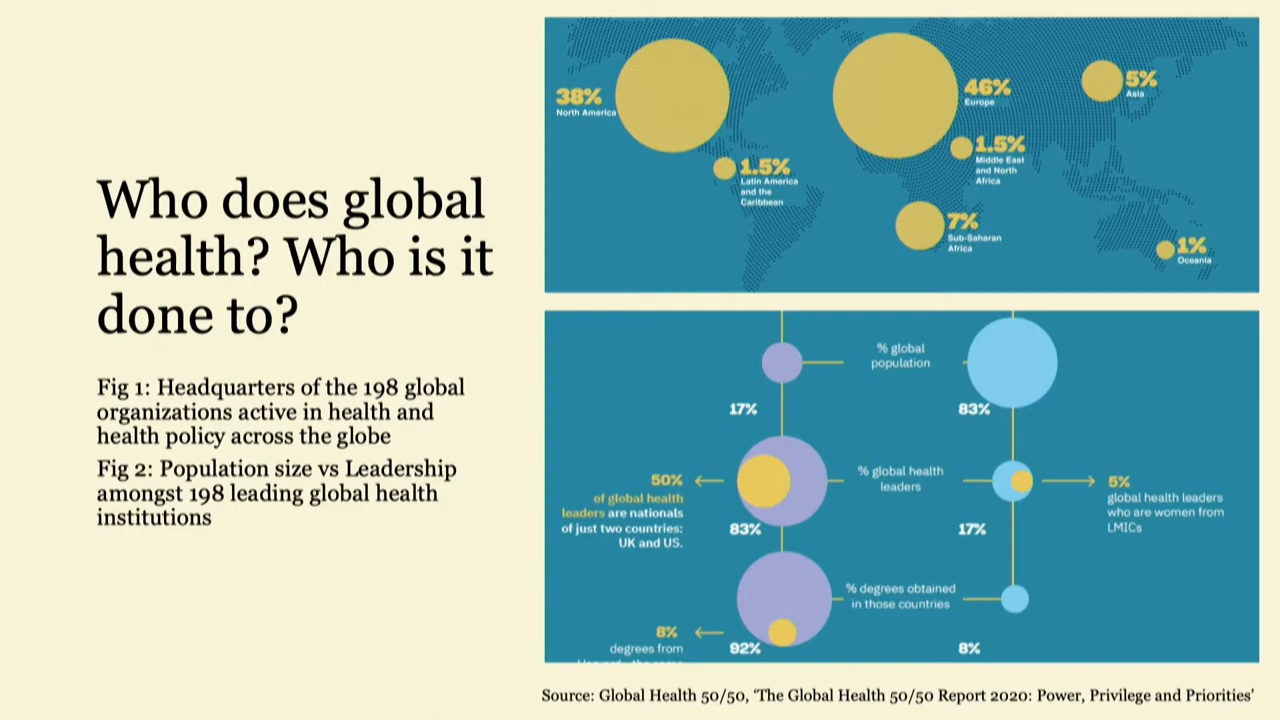 Who does global
health? Who is it
done to?
Fig 1: Headquarters of the 198 global
organizations active in health and
health policy across the globe
Fig 2: Population size vs Leadership
amongst 198 leading global health
institutions
38%
North America
1.5%
Latin America
and the
Caribbean
46%
Europe
1.5%
Middle East
and North
Africa
7%
Sub-Saharan
Africa
5%
Asia
1%
Oceania
% global
population
17%
83%
50%
of global health
leaders are nationals
of just two countries:
UK and US.
% global health
leaders
83%
17%
5%
global health leaders
who are women from
LMICs
% degrees obtained
in those countries
8%
degrees from
92%
8%
Source: Global Health 50/50, ‘The Global Health 50/50 Report 2020: Power, Privilege and Priorities’